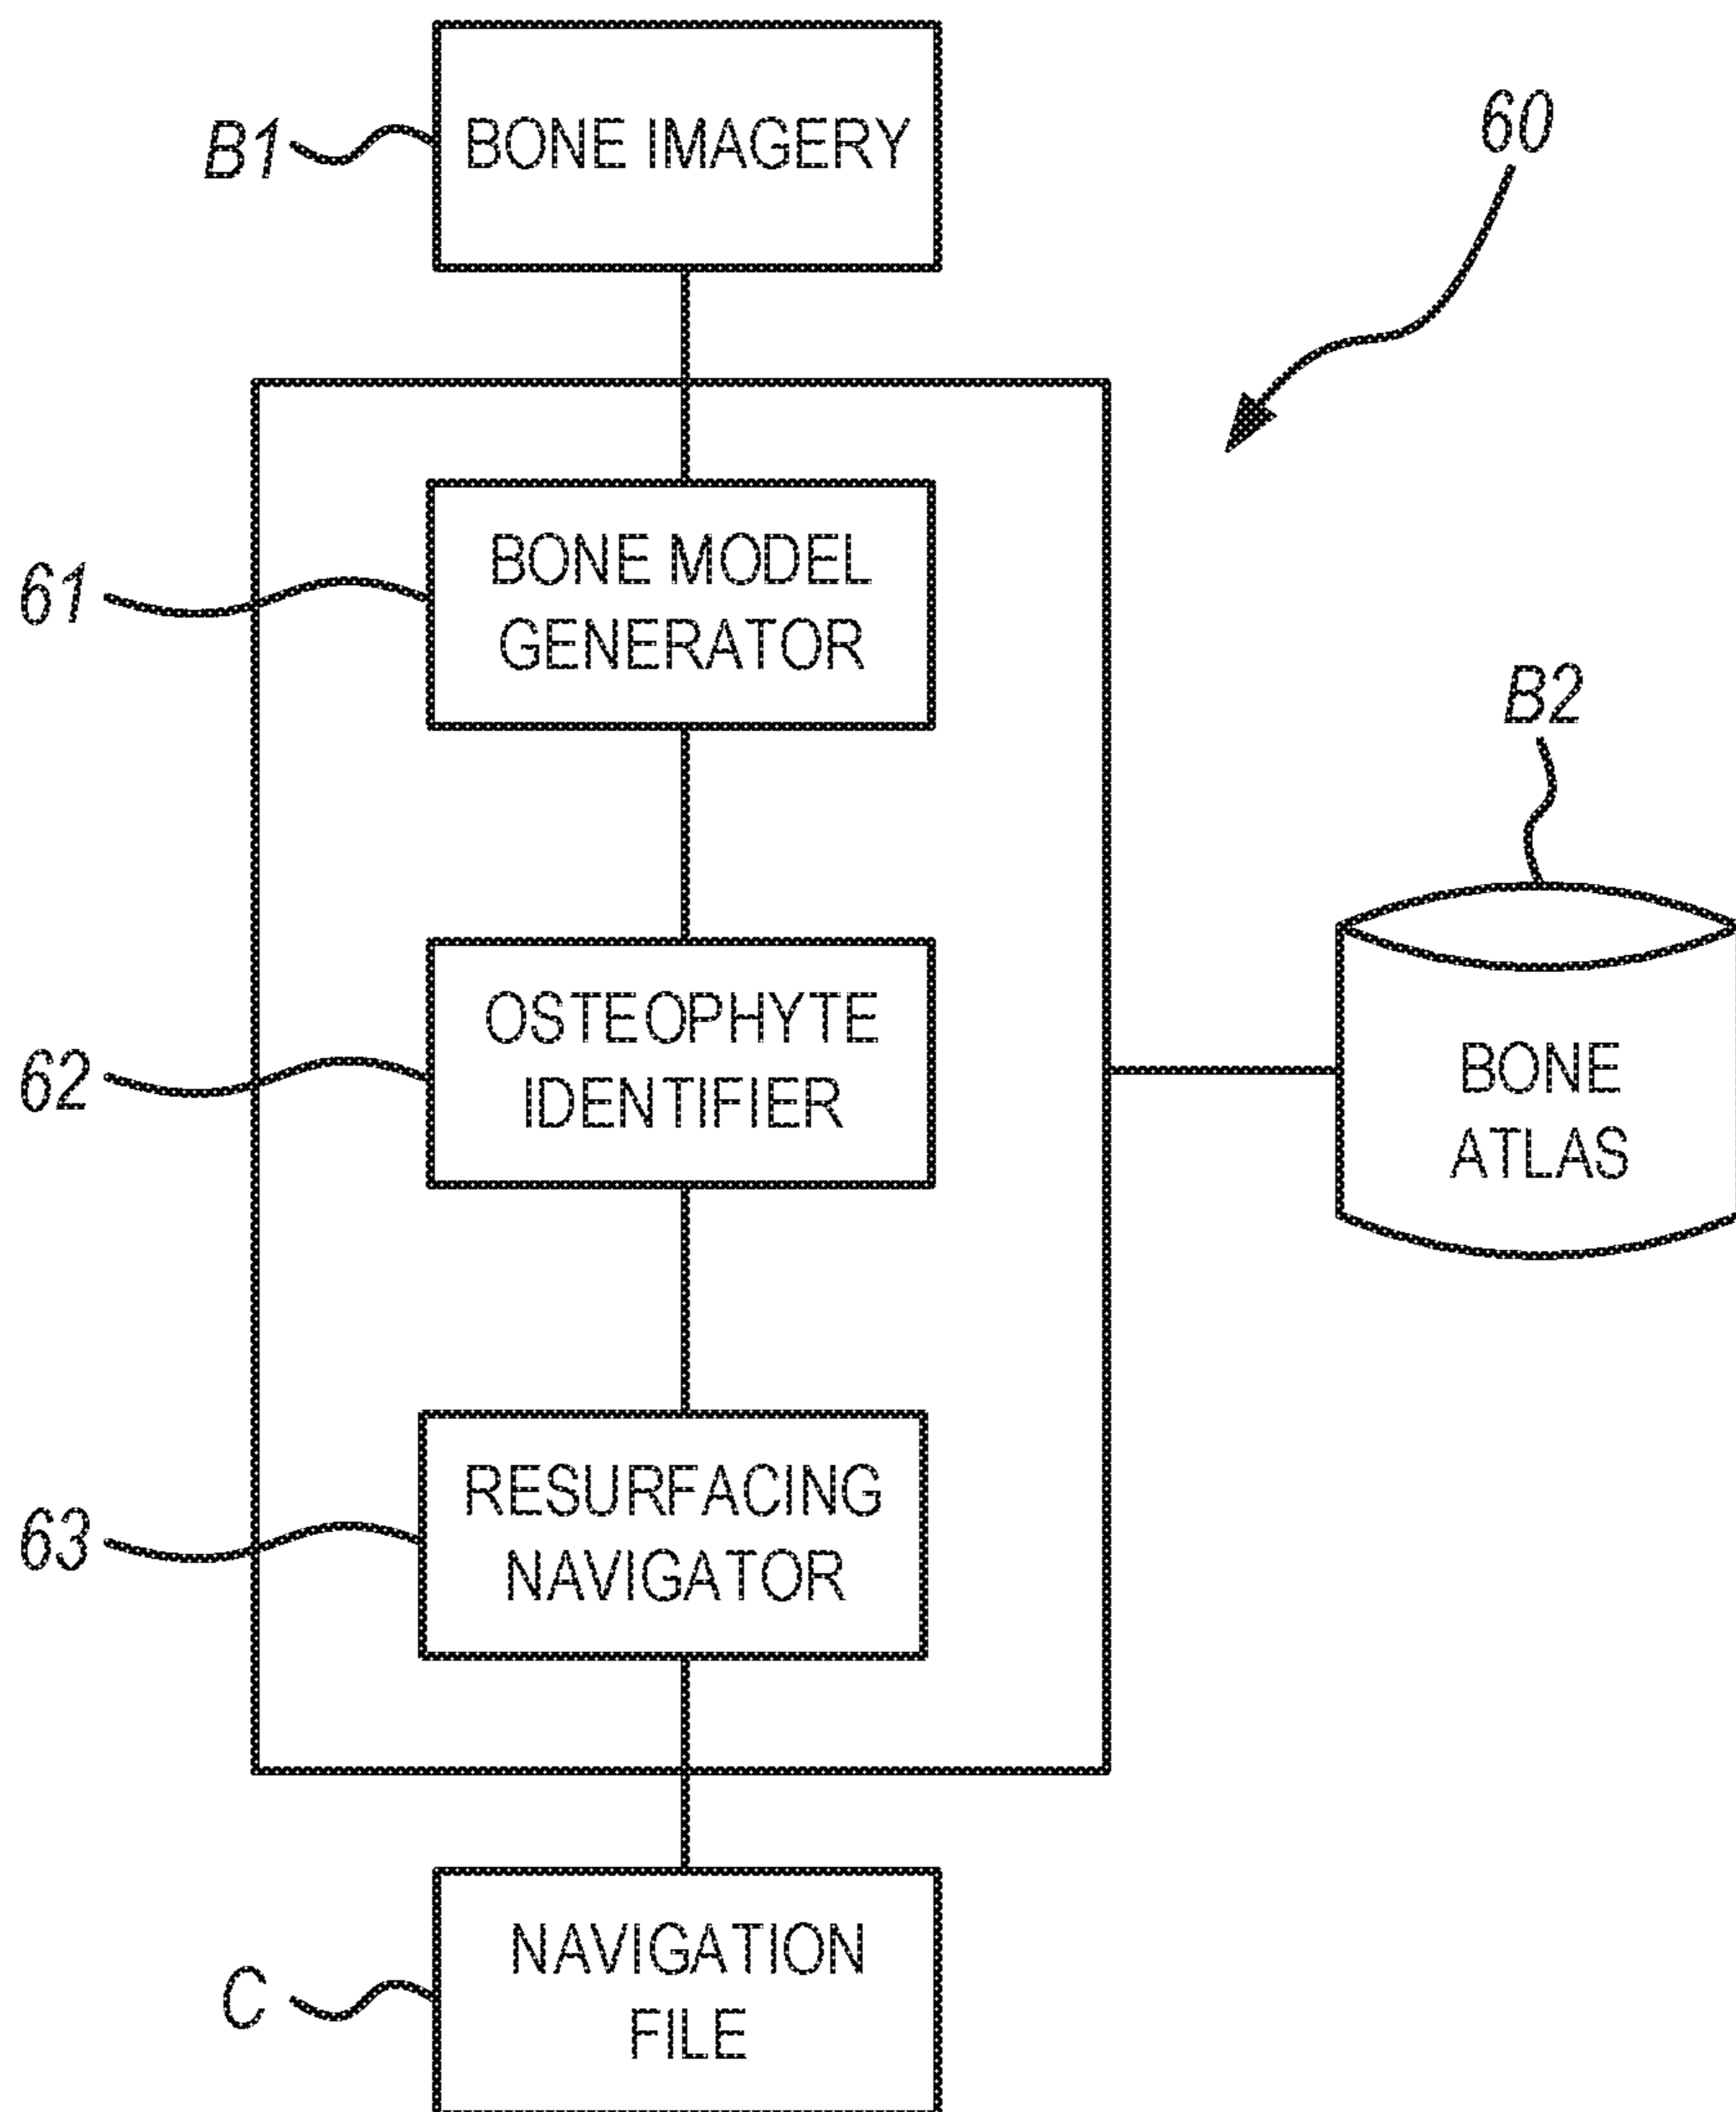 B1
BONE IMAGERY
60
61
BONE MODEL
GENERATOR
B2
62
OSTEOPHYTE
IDENTIFIER
BONE
ATLAS
63
RESURFACING
NAVIGATOR
C
NAVIGATION
FILE